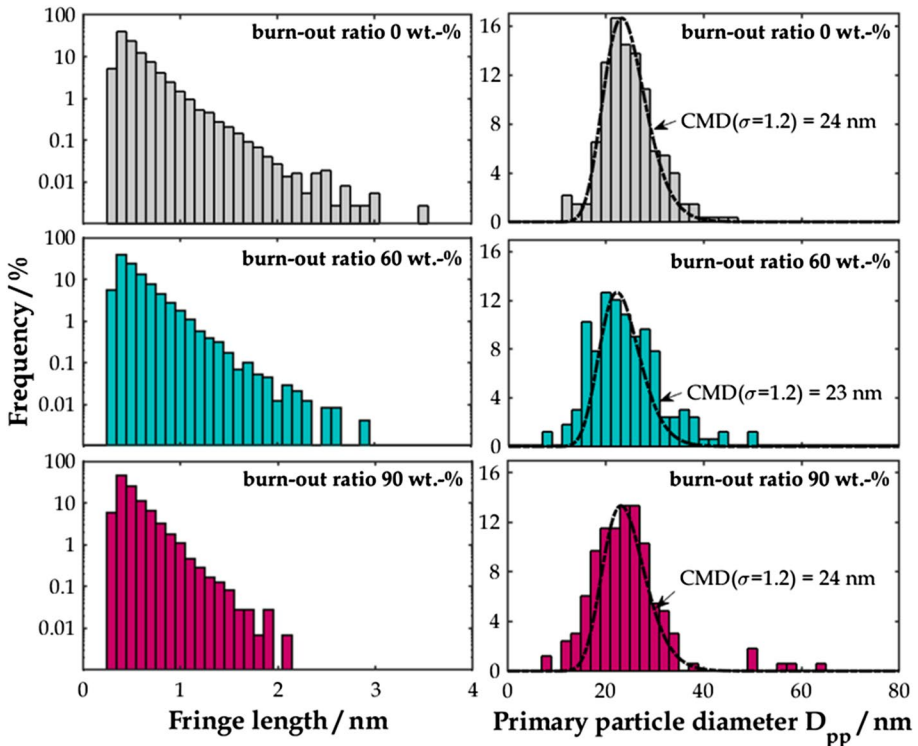 100
10
1
0.1
0.01
burn-out ratio 0 wt.-%
16
12
8
4
0
burn-out ratio 0 wt.-%
CMD(σ=1.2) = 24 nm
Frequency / %
100
10
1
0.1
0.01
burn-out ratio 60 wt.-%
16
12
8
4
0
burn-out ratio 60 wt.-%
CMD(σ=1.2) = 23 nm
100
10
1
0.1
0.01
burn-out ratio 90 wt.-%
16
12
8
4
0
burn-out ratio 90 wt.-%
CMD(σ=1.2) = 24 nm
0 1 2 3 4
Fringe length / nm
0 20 40 60 80
Primary particle diameter Dpp / nm